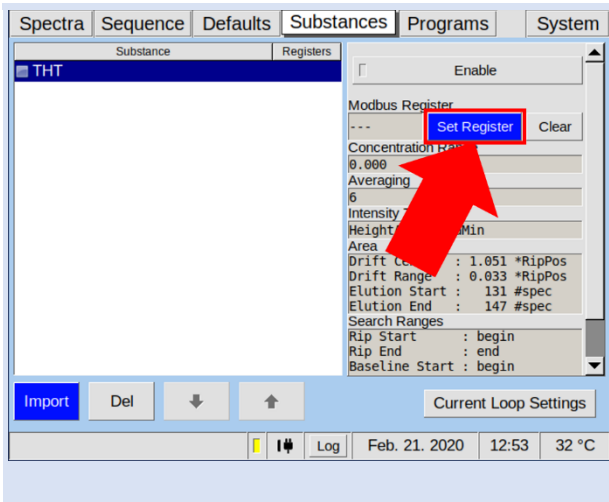 Spectra Sequence Defaults Substances Programs System
Substance Registers
THT
Enable
Modbus Register
--- Set Register Clear
Concentration
0.000
Averaging
6
Intensity
Min
Area
Drift : 1.051 *RipPos
Drift Range : 0.033 *RipPos
Elution Start : 131 #spec
Elution End : 147 #spec
Search Ranges
Rip Start : begin
Rip End : end
Baseline Start : begin
Import Del Current Loop Settings
Log Feb. 21. 2020 12:53 32 °C